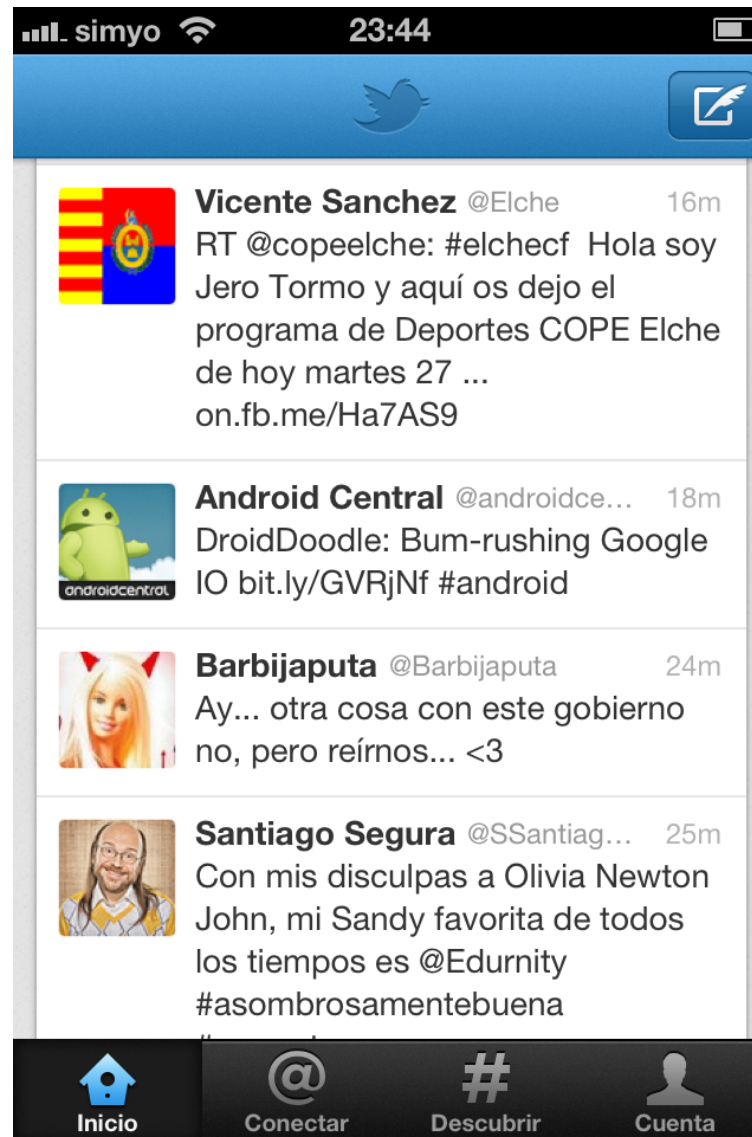 simyo 23:44
Vicente Sanchez @Elche 16m
RT @copeelche: #elchecf Hola soy
Jero Tormo y aquí os dejo el
programa de Deportes COPE Elche
de hoy martes 27 ...
on.fb.me/Ha7AS9
Android Central @androidce... 18m
DroidDoodle: Bum-rushing Google
IO bit.ly/GVRjNf #android
androidcentral
Barbijaputa @Barbijaputa 24m
Ay... otra cosa con este gobierno
no, pero reírnos... <3
Santiago Segura @SSantiag... 25m
Con mis disculpas a Olivia Newton
John, mi Sandy favorita de todos
los tiempos es @Edurnity
#asombrosamentebuena
Inicio Conectar Descubrir Cuenta